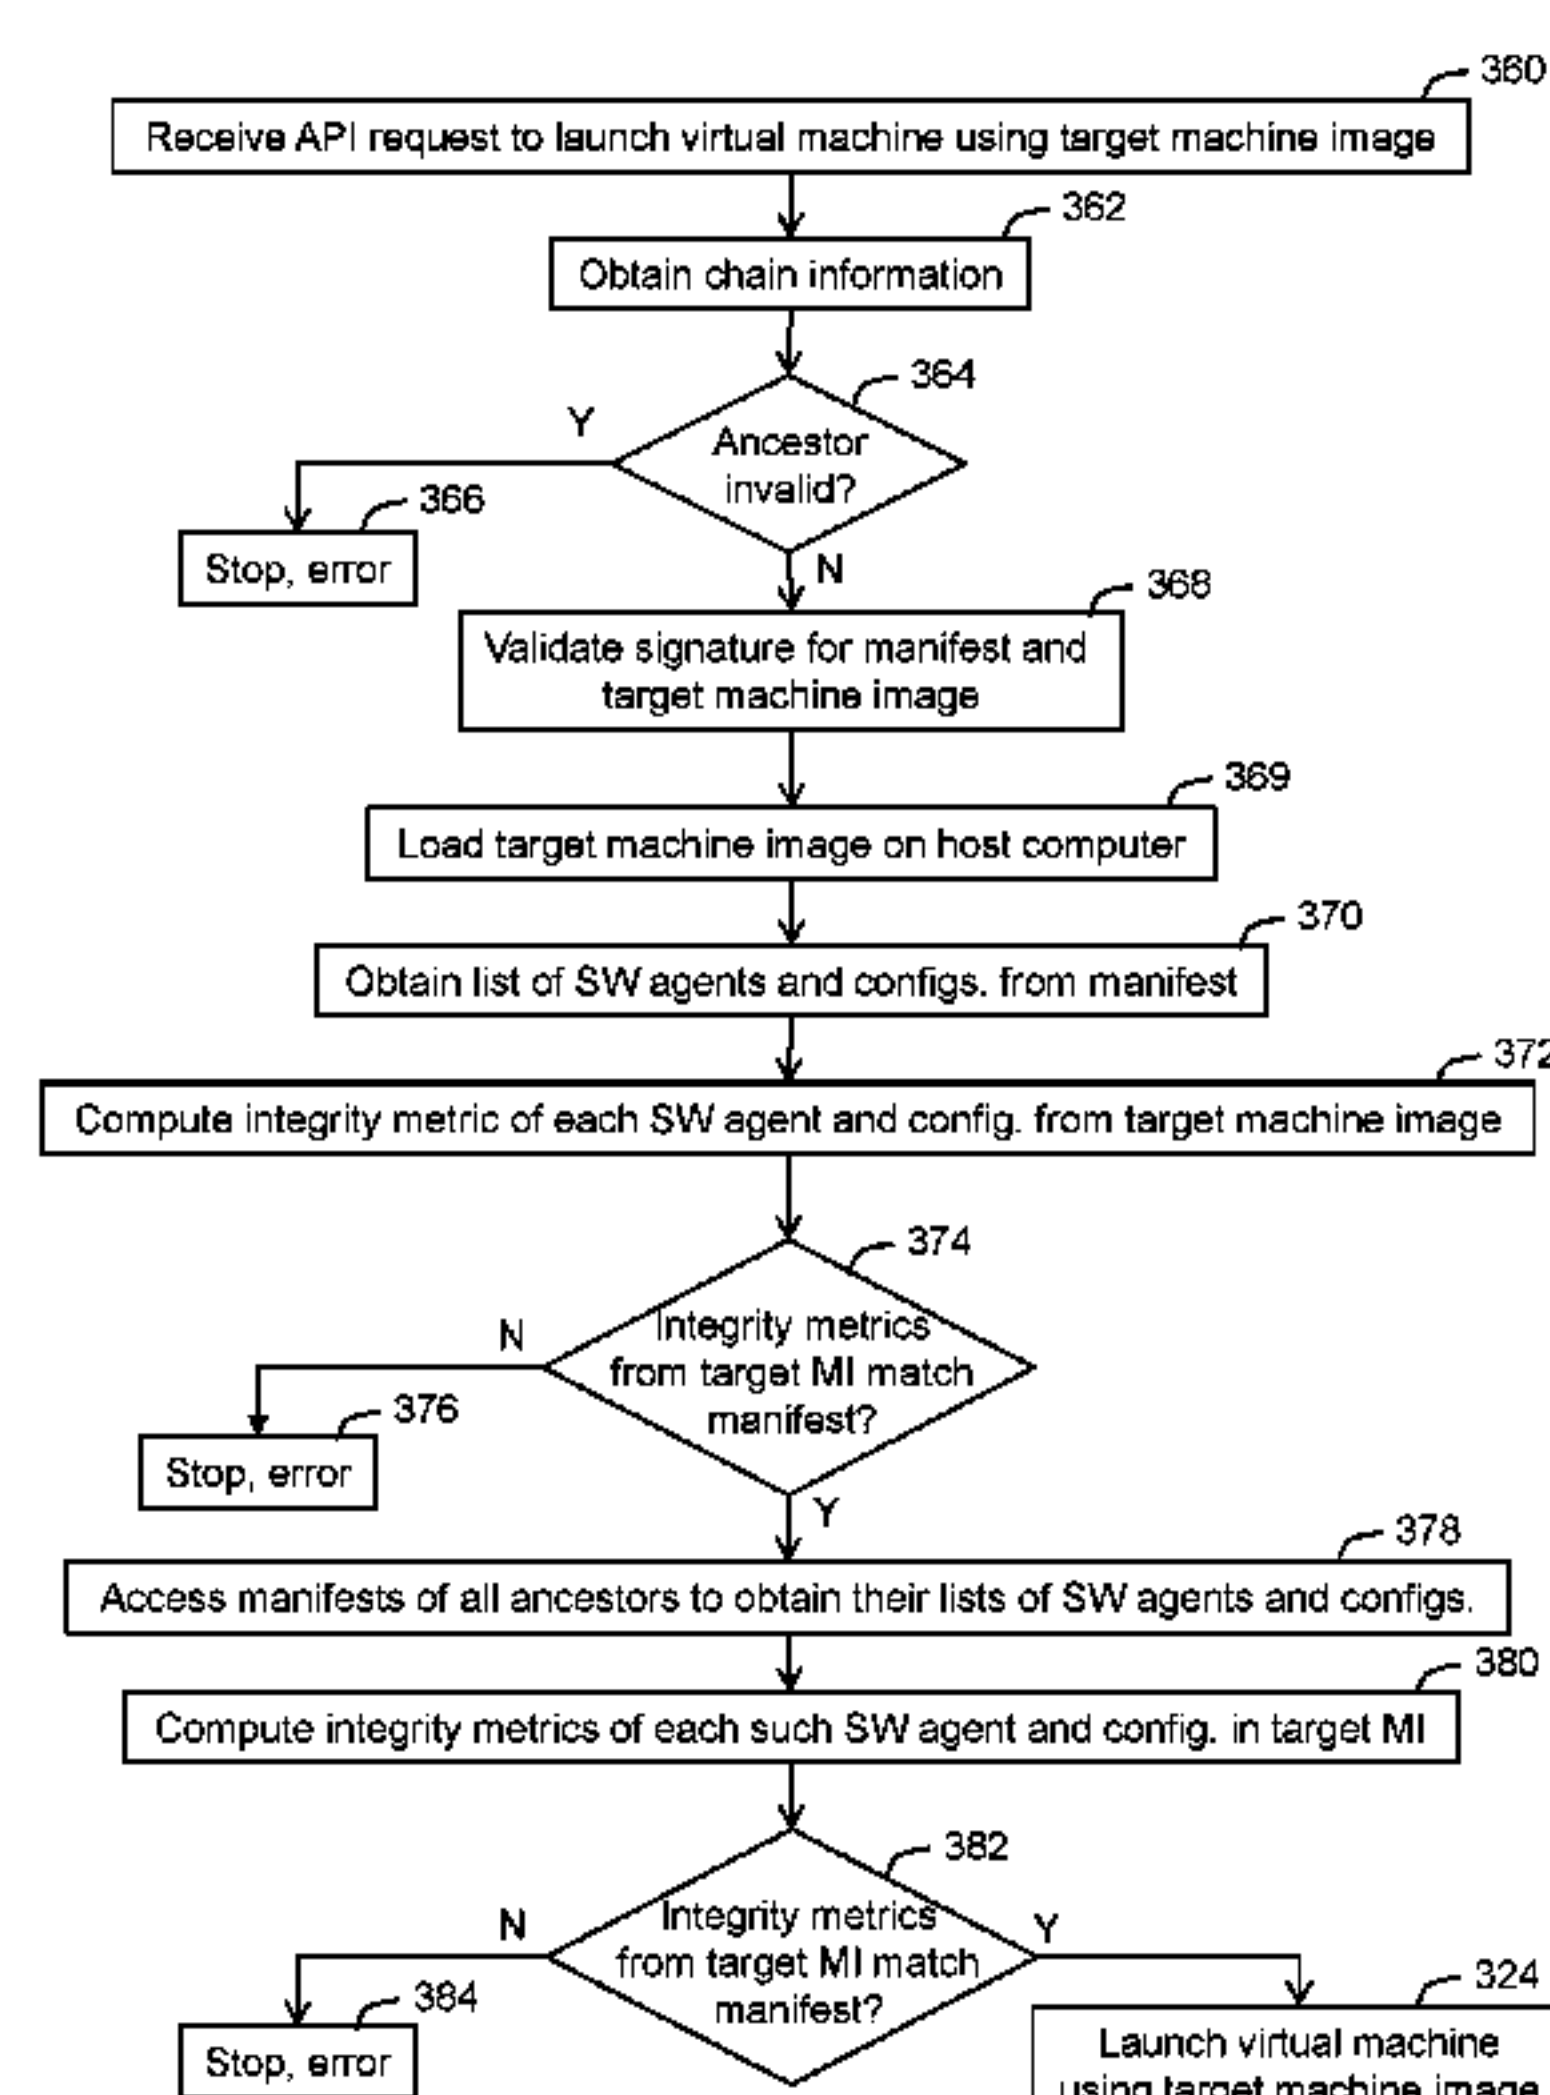 360
Receive API request to launch virtual machine using target machine image
362
Obtain chain information
364
Y
Ancestor
invalid?
366
Stop, error
N
368
Validate signature for manifest and
target machine image
369
Load target machine image on host computer
370
Obtain list of SW agents and configs. from manifest
372
Compute integrity metric of each SW agent and config. from target machine image
374
N
Integrity metrics
from target MI match
manifest?
376
Stop, error
Y
378
Access manifests of all ancestors to obtain their lists of SW agents and configs.
380
Compute integrity metrics of each such SW agent and config. in target MI
382
N
Integrity metrics
from target MI match
manifest?
Y
384
Stop, error
324
Launch virtual machine
using target machine image